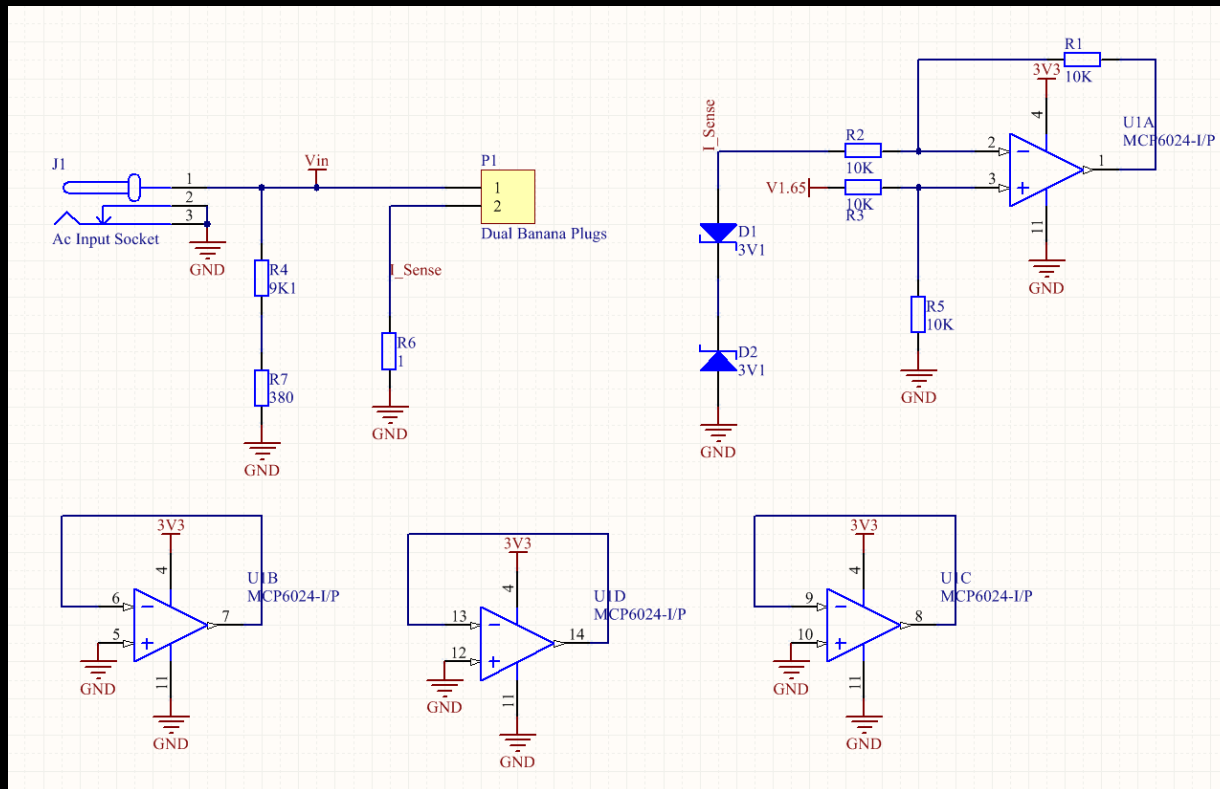 J1
1
2
3
Ac Input Socket
GND
Vin
P1
1
2
Dual Banana Plugs
I_Sense
R4
9K1
R7
380
GND
R6
1
GND
I_Sense
R2
10K
V1.65
10K
R3
R1
10K
3V3
4
U1A
MCP6024-I/P
2
3
1
11
GND
D1
3V1
D2
3V1
GND
R5
10K
GND
3V3
4
U1B
MCP6024-I/P
6
5
7
11
GND
GND
3V3
4
U1D
MCP6024-I/P
13
12
14
11
GND
GND
3V3
4
U1C
MCP6024-I/P
9
10
8
11
GND
GND